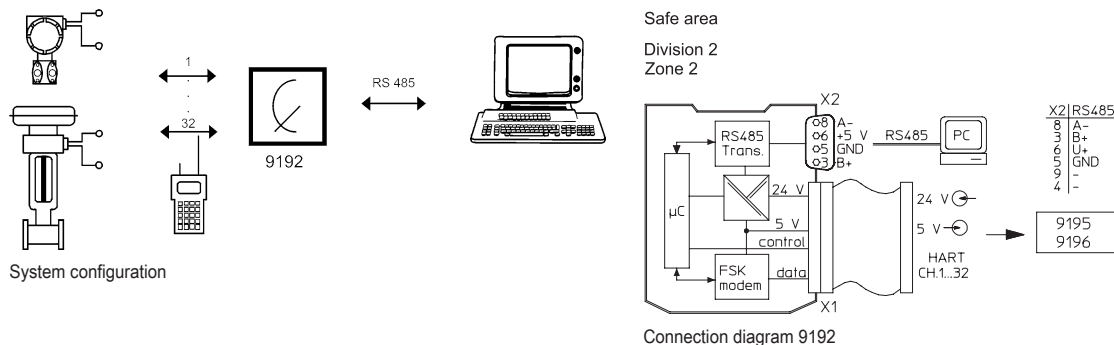 1
.
.
.
32
9192
RS 485
System configuration
Safe area
Division 2
Zone 2
X2
8 A-
6 +5 V
5 GND
3 B+
RS485
Trans.
RS485
PC
X2 RS485
8 A-
3 B+
6 U+
5 GND
9 -
4 -
24 V
µC
5 V
control
FSK
modem
data
X1
24 V
5 V
HART
CH.1...32
9195
9196
Connection diagram 9192